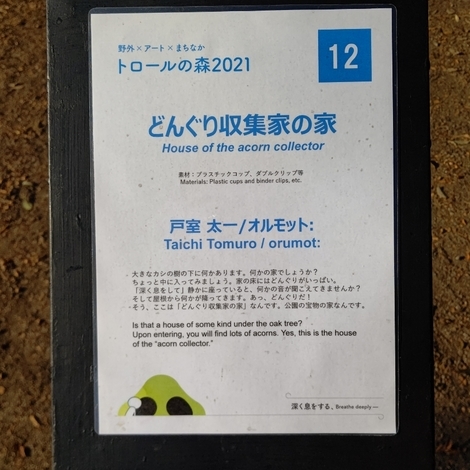 野外×アート×まちなか
トロールの森2021
12
どんぐり収集家の家
House of the acorn collector
素材：プラスチックコップ、ダブルクリップ等
Materials: Plastic cups and binder clips, etc.
戸室 太一/オルモット:
Taichi Tomuro / orumot:
大きなカシの樹の下に何かあります。何かの家でしょうか？
ちょっと中に入ってみましょう。家の床にはどんぐりがいっぱい。
「深く息をして」静かに座っていると、何かの音が聞こえてきませんか？
そして屋根から何かが降ってきます。あっ、どんぐりだ！
そう、ここは「どんぐり収集家の家」なんです。公園の宝物の家なんです。
Is that a house of some kind under the oak tree?
Upon entering, you will find lots of acorns. Yes, this is the house
of the “acorn collector.”
深く息をする、Breathe deeply —